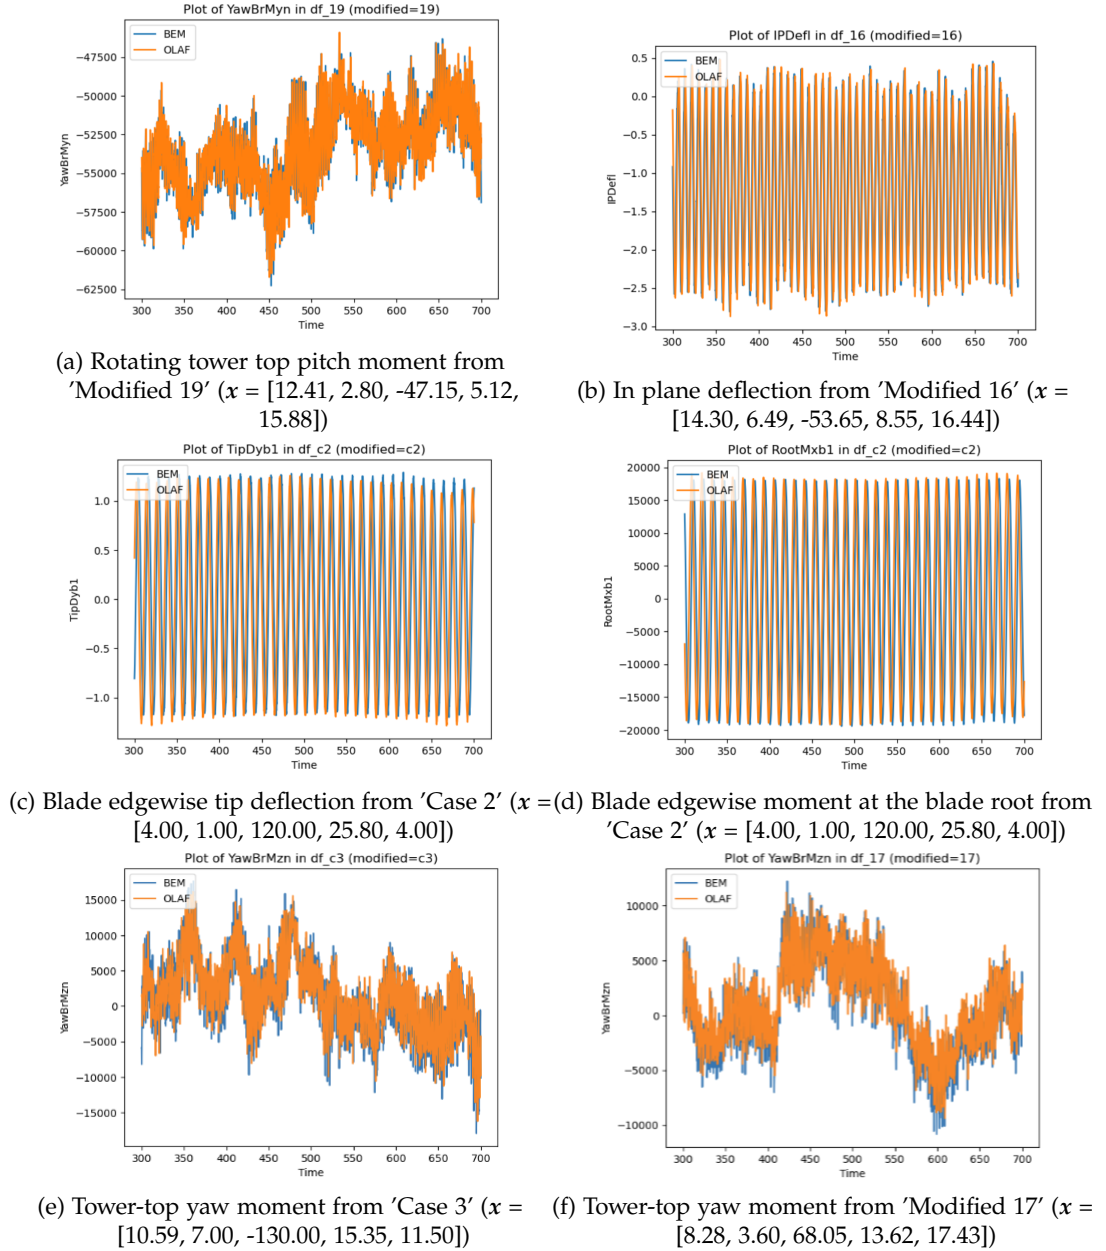 Plot of YawBrMyn in df_19 (modified=19)
BEM
OLAF
−47500
−50000
−52500
−55000
−57500
−60000
−62500
YawBrMyn
300 350 400 450 500 550 600 650 700
Time
(a) Rotating tower top pitch moment from
'Modified 19' (x = [12.41, 2.80, -47.15, 5.12,
15.88])
Plot of IPDefl in df_16 (modified=16)
BEM
OLAF
0.5
0.0
−0.5
−1.0
−1.5
−2.0
−2.5
−3.0
IPDefl
300 350 400 450 500 550 600 650 700
Time
(b) In plane deflection from 'Modified 16' (x =
[14.30, 6.49, -53.65, 8.55, 16.44])
Plot of TipDyb1 in df_c2 (modified=c2)
BEM
OLAF
1.0
0.5
0.0
−0.5
−1.0
TipDyb1
300 350 400 450 500 550 600 650 700
Time
(c) Blade edgewise tip deflection from 'Case 2' (x =
[4.00, 1.00, 120.00, 25.80, 4.00])
Plot of RootMxb1 in df_c2 (modified=c2)
BEM
OLAF
20000
15000
10000
5000
0
−5000
−10000
−15000
−20000
RootMxb1
300 350 400 450 500 550 600 650 700
Time
(d) Blade edgewise moment at the blade root from
'Case 2' (x = [4.00, 1.00, 120.00, 25.80, 4.00])
Plot of YawBrMzn in df_c3 (modified=c3)
BEM
OLAF
15000
10000
5000
0
−5000
−10000
−15000
YawBrMzn
300 350 400 450 500 550 600 650 700
Time
(e) Tower-top yaw moment from 'Case 3' (x =
[10.59, 7.00, -130.00, 15.35, 11.50])
Plot of YawBrMzn in df_17 (modified=17)
BEM
OLAF
10000
5000
0
−5000
−10000
YawBrMzn
300 350 400 450 500 550 600 650 700
Time
(f) Tower-top yaw moment from 'Modified 17' (x =
[8.28, 3.60, 68.05, 13.62, 17.43])